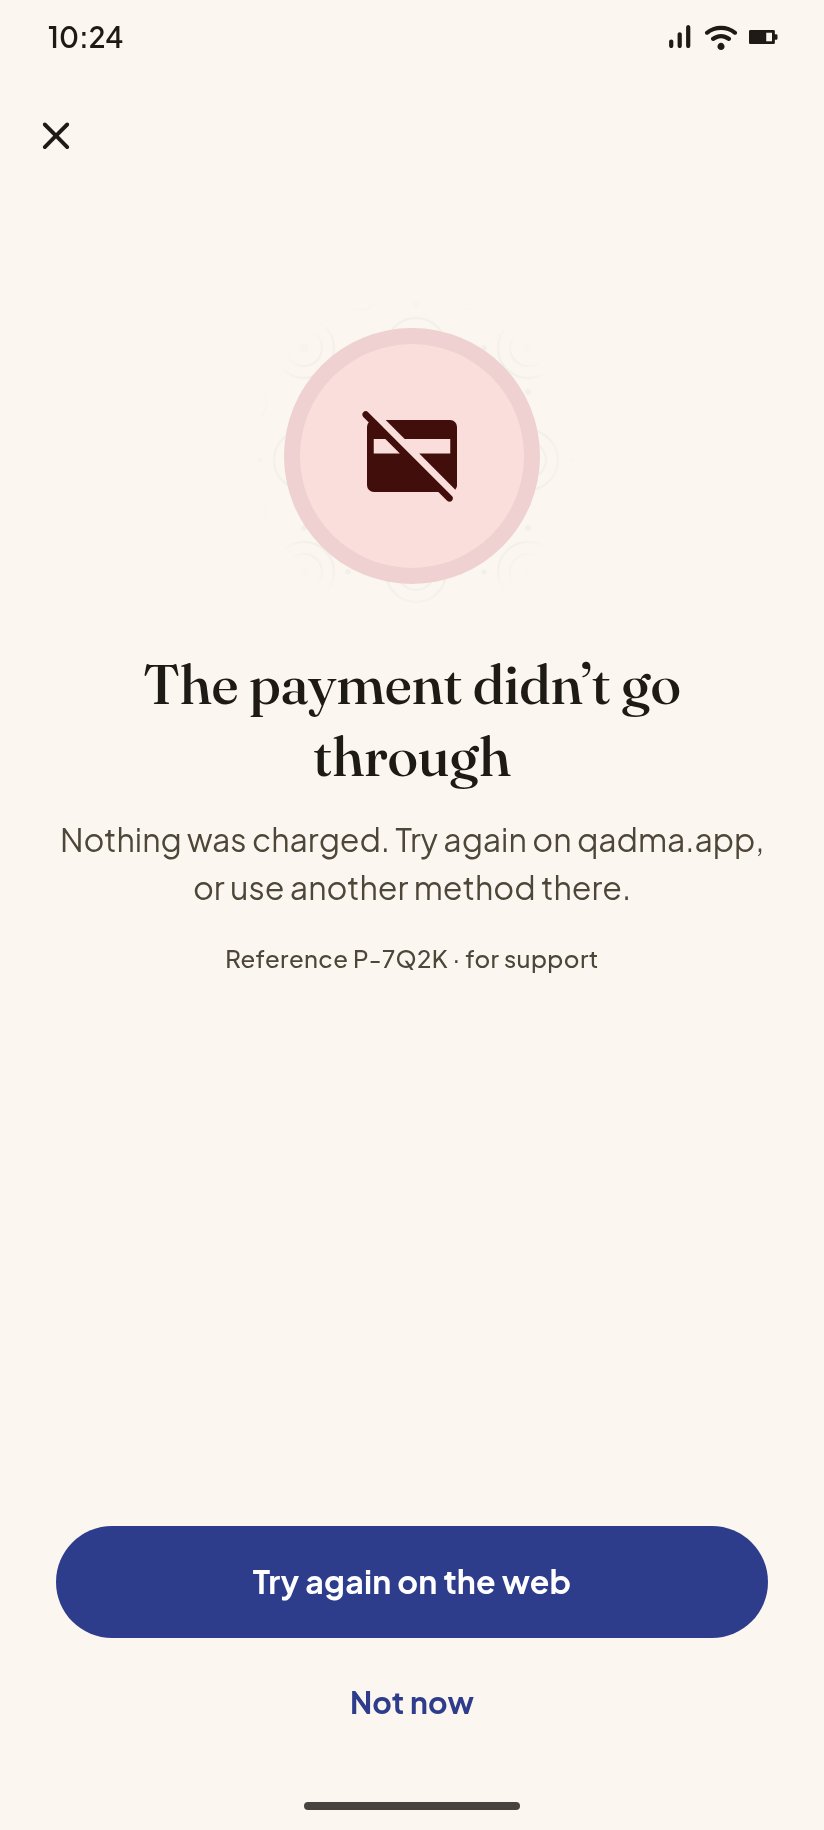 10:24
The payment didn’t go
through
Nothing was charged. Try again on qadma.app,
or use another method there.
Reference P-7Q2K · for support
Try again on the web
Not now